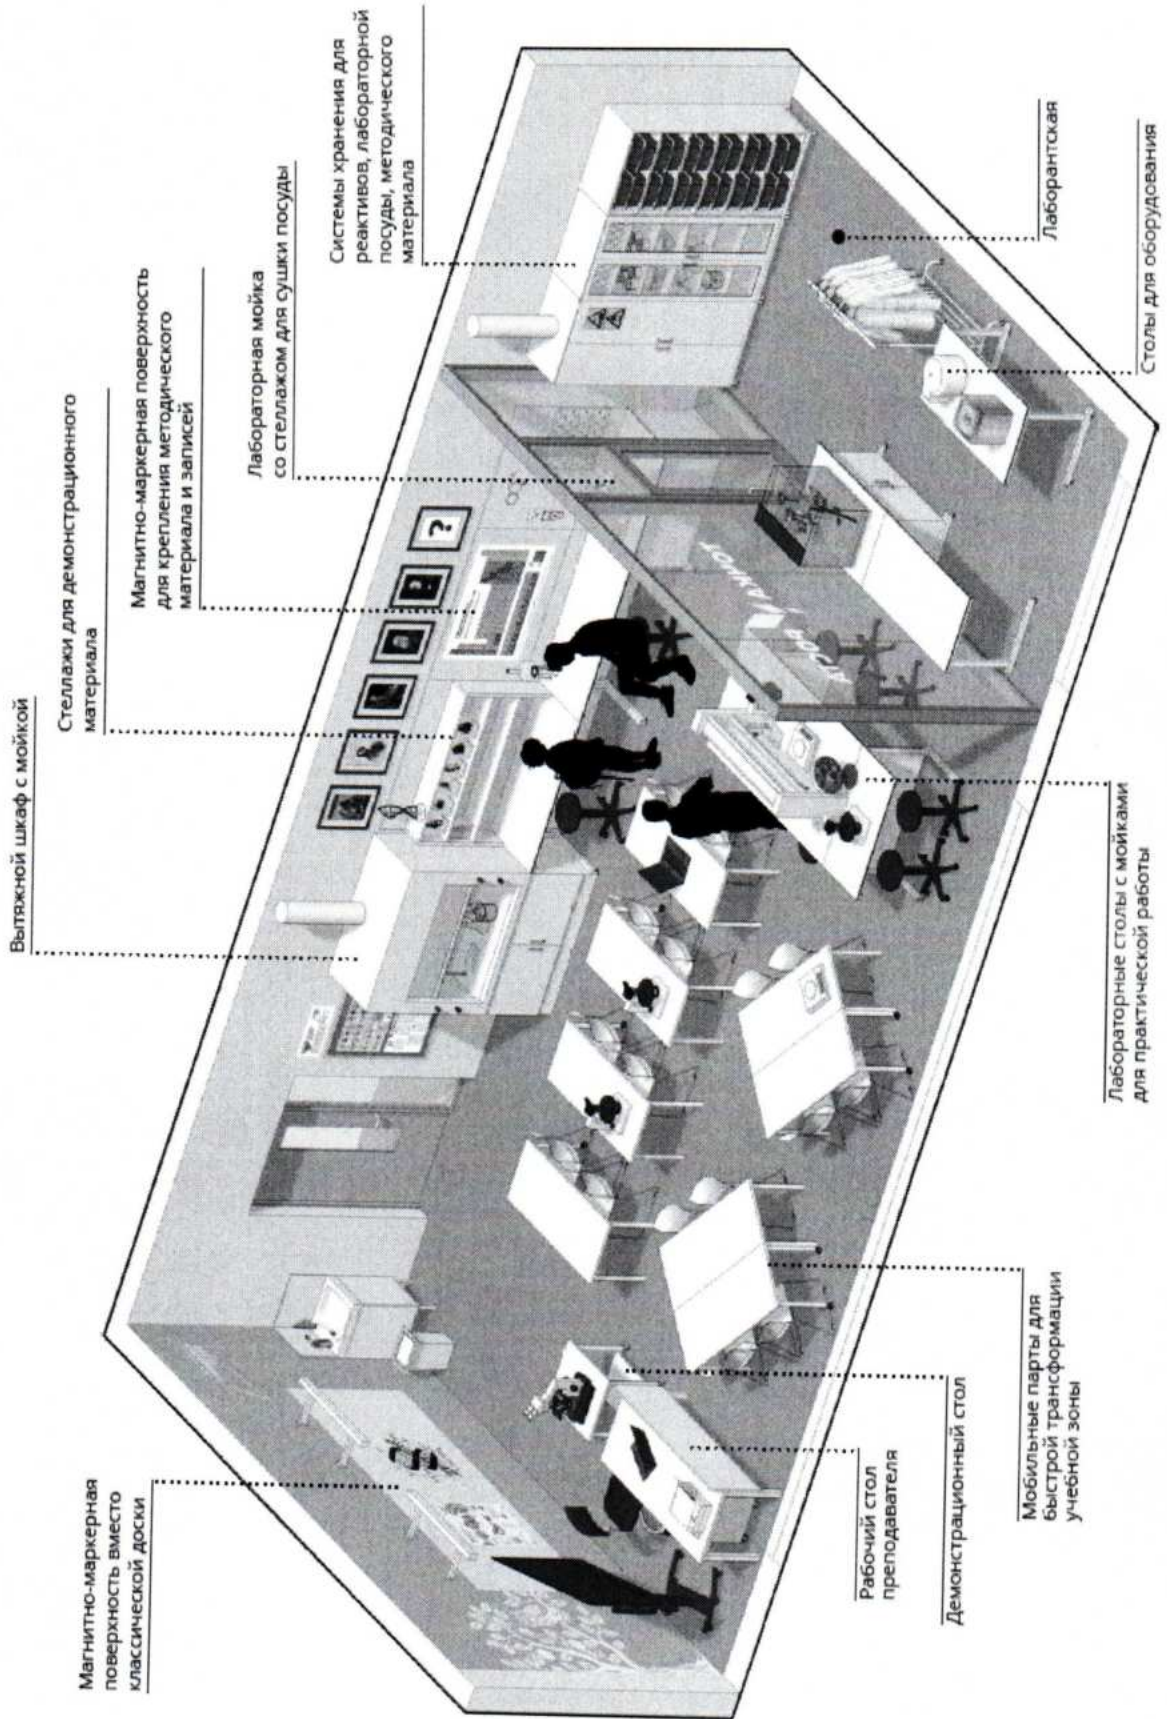 Магнитно-маркерная
поверхность вместо
классической доски
Вытяжной шкаф с мойкой
Стеллажи для демонстрационного
материала
Магнитно-маркерная поверхность
для крепления методического
материала и записей
Лабораторная мойка
со стеллажом для сушки посуды
Системы хранения для
реактивов, лабораторной
посуды, методического
материала
Рабочий стол
преподавателя
Демонстрационный стол
Мобильные парты для
быстрой трансформации
учебной зоны
Лабораторные столы с мойками
для практической работы
Лаборантская
Столы для оборудования
?